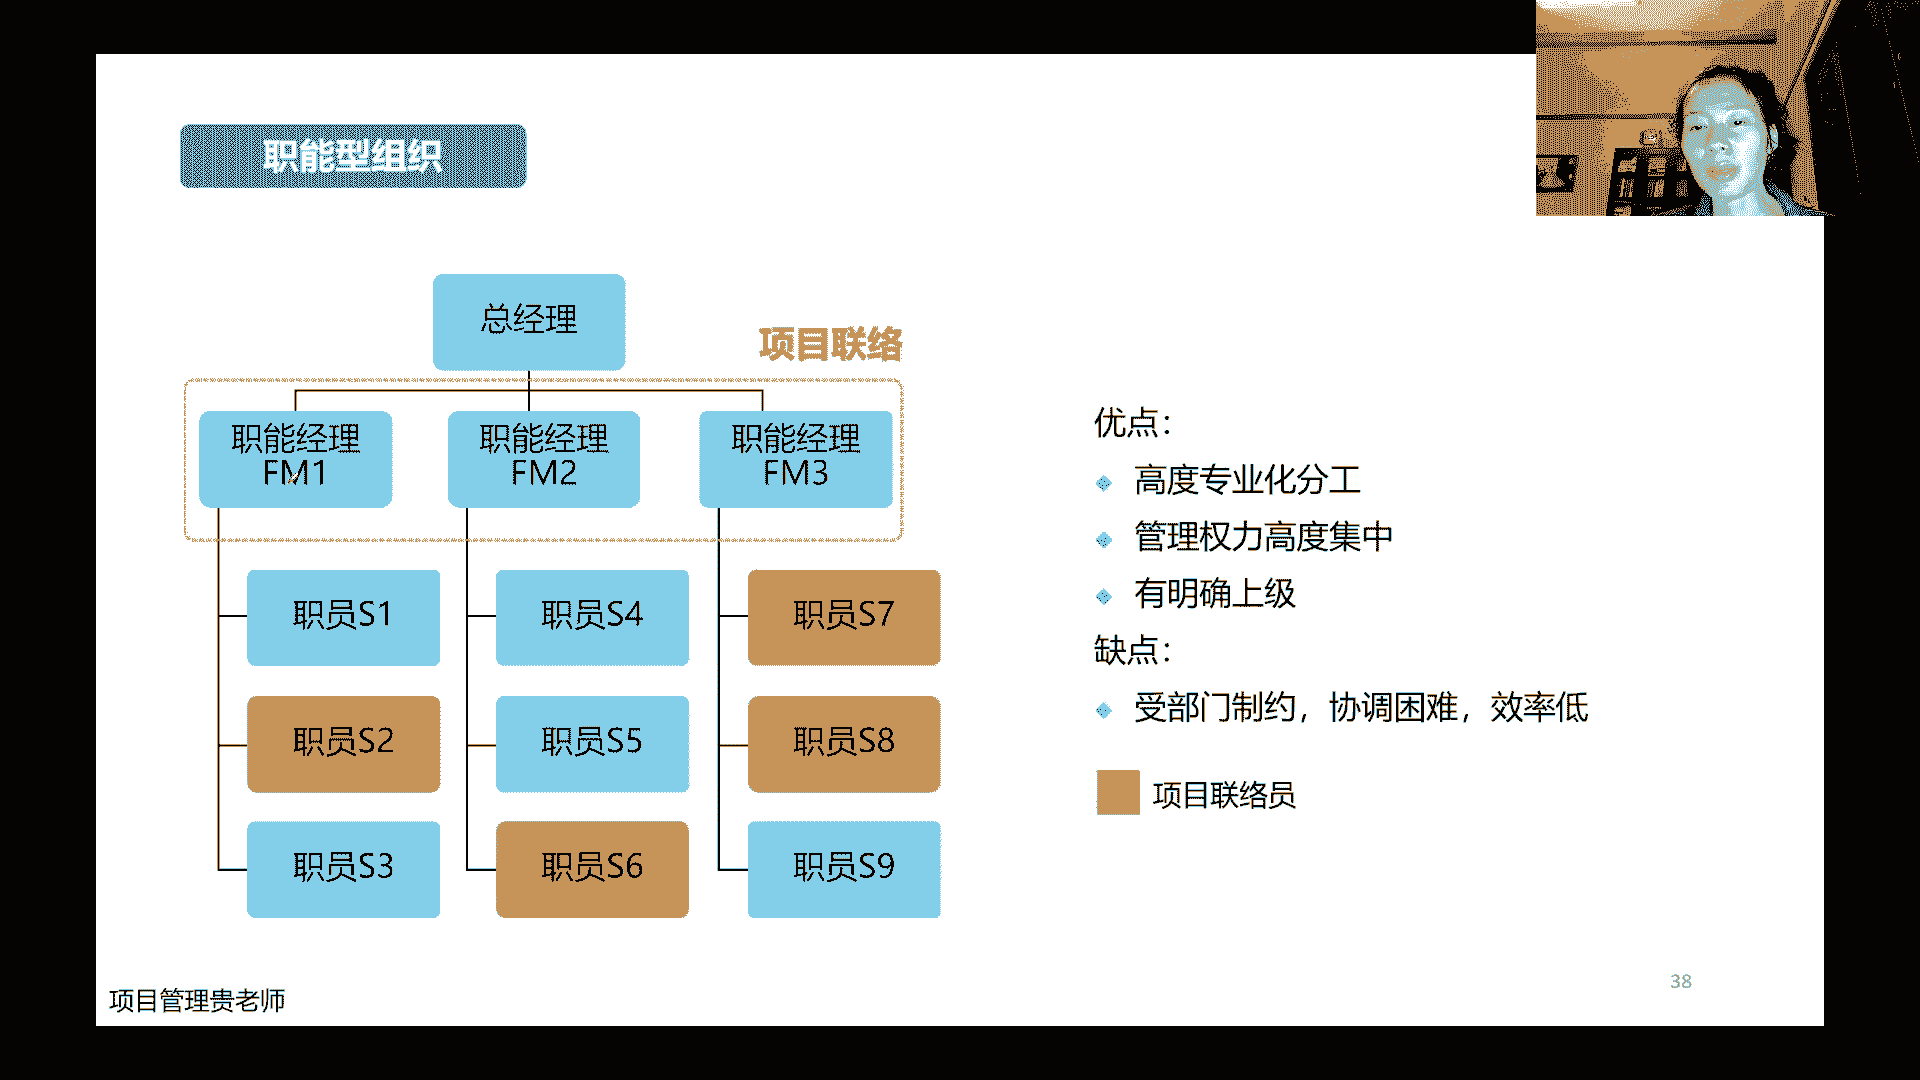 职能型组织
总经理
项目联络
职能经理
FM1
职能经理
FM2
职能经理
FM3
职员S1
职员S4
职员S7
职员S2
职员S5
职员S8
职员S3
职员S6
职员S9
优点：
高度专业化分工
管理权力高度集中
有明确上级
缺点：
受部门制约，协调困难，效率低
项目联络员
38
项目管理贵老师